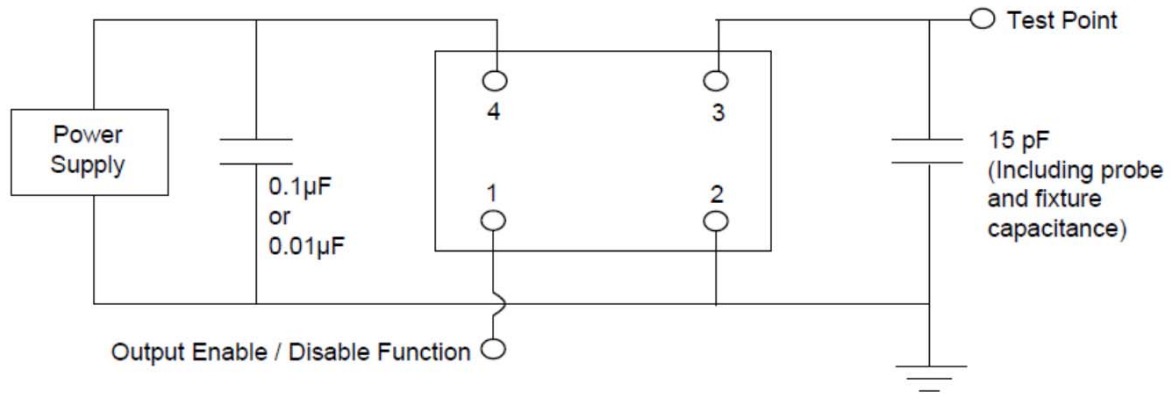 Test Point
4
3
Power
Supply
0.1µF
or
0.01µF
1
2
15 pF
(Including probe
and fixture
capacitance)
Output Enable / Disable Function